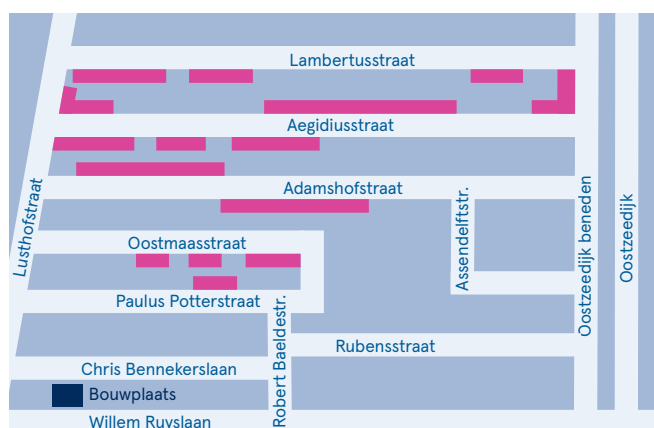 Lambertusstraat
Aegidiusstraat
Adamshofstraat
Lusthofstraat
Assendelftstr.
Oostzeedijk beneden
Oostzeedijk
Oostmaasstraat
Paulus Potterstraat
Robert Baeldestr.
Rubensstraat
Chris Bennekerslaan
Bouwplaats
Willem Ruyslaan